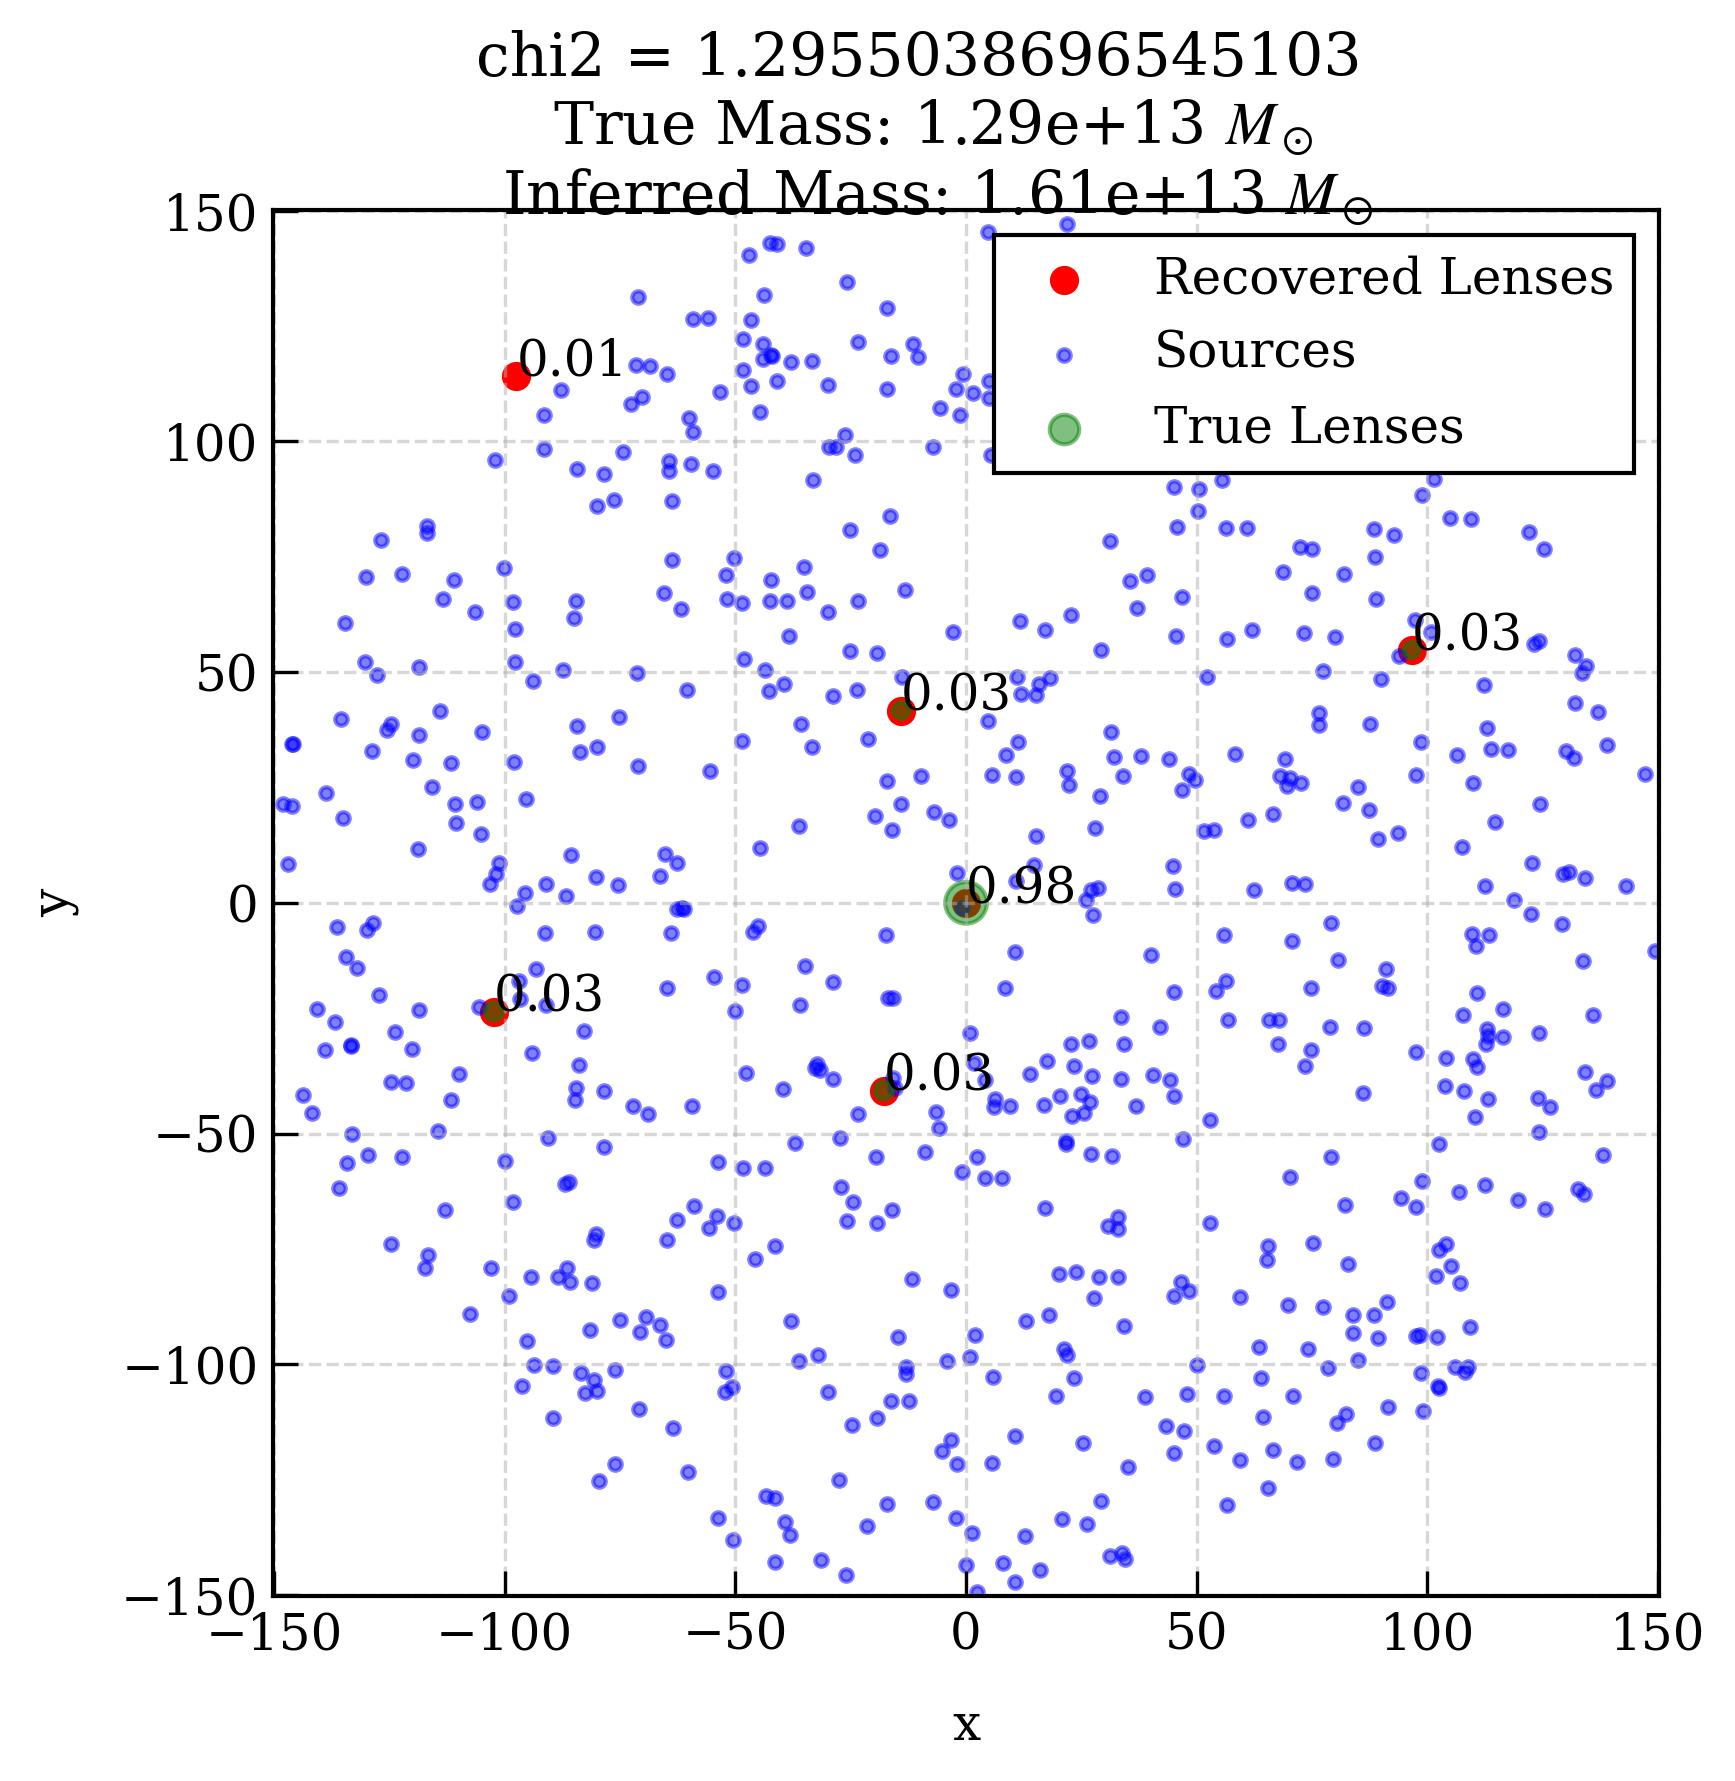 chi2 = 1.2955038696545103
True Mass: 1.29e+13 M⊙
Inferred Mass: 1.61e+13 M⊙
150
100
50
0
−50
−100
−150
y
Recovered Lenses
Sources
True Lenses
0.01
0.03
0.03
0.98
0.03
0.03
−150
−100
−50
0
50
100
150
x